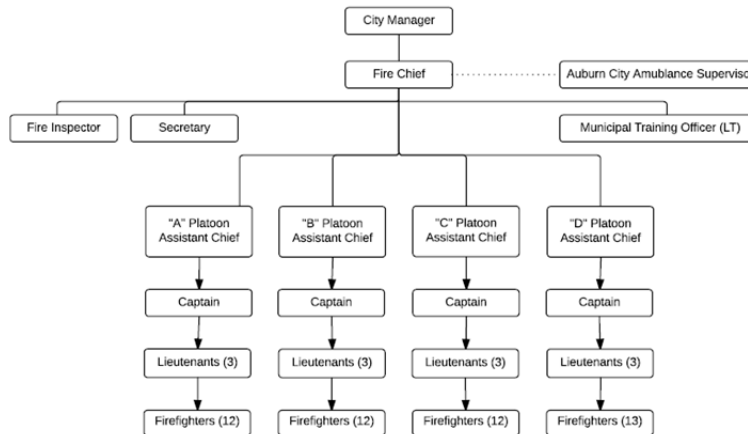 City Manager
Fire Chief
Auburn City Amublance Superviso
Fire Inspector
Secretary
Municipal Training Officer (LT)
"A" Platoon
Assistant Chief
"B" Platoon
Assistant Chief
"C" Platoon
Assistant Chief
"D" Platoon
Assistant Chief
Captain
Captain
Captain
Captain
Lieutenants (3)
Lieutenants (3)
Lieutenants (3)
Lieutenants (3)
Firefighters (12)
Firefighters (12)
Firefighters (12)
Firefighters (13)